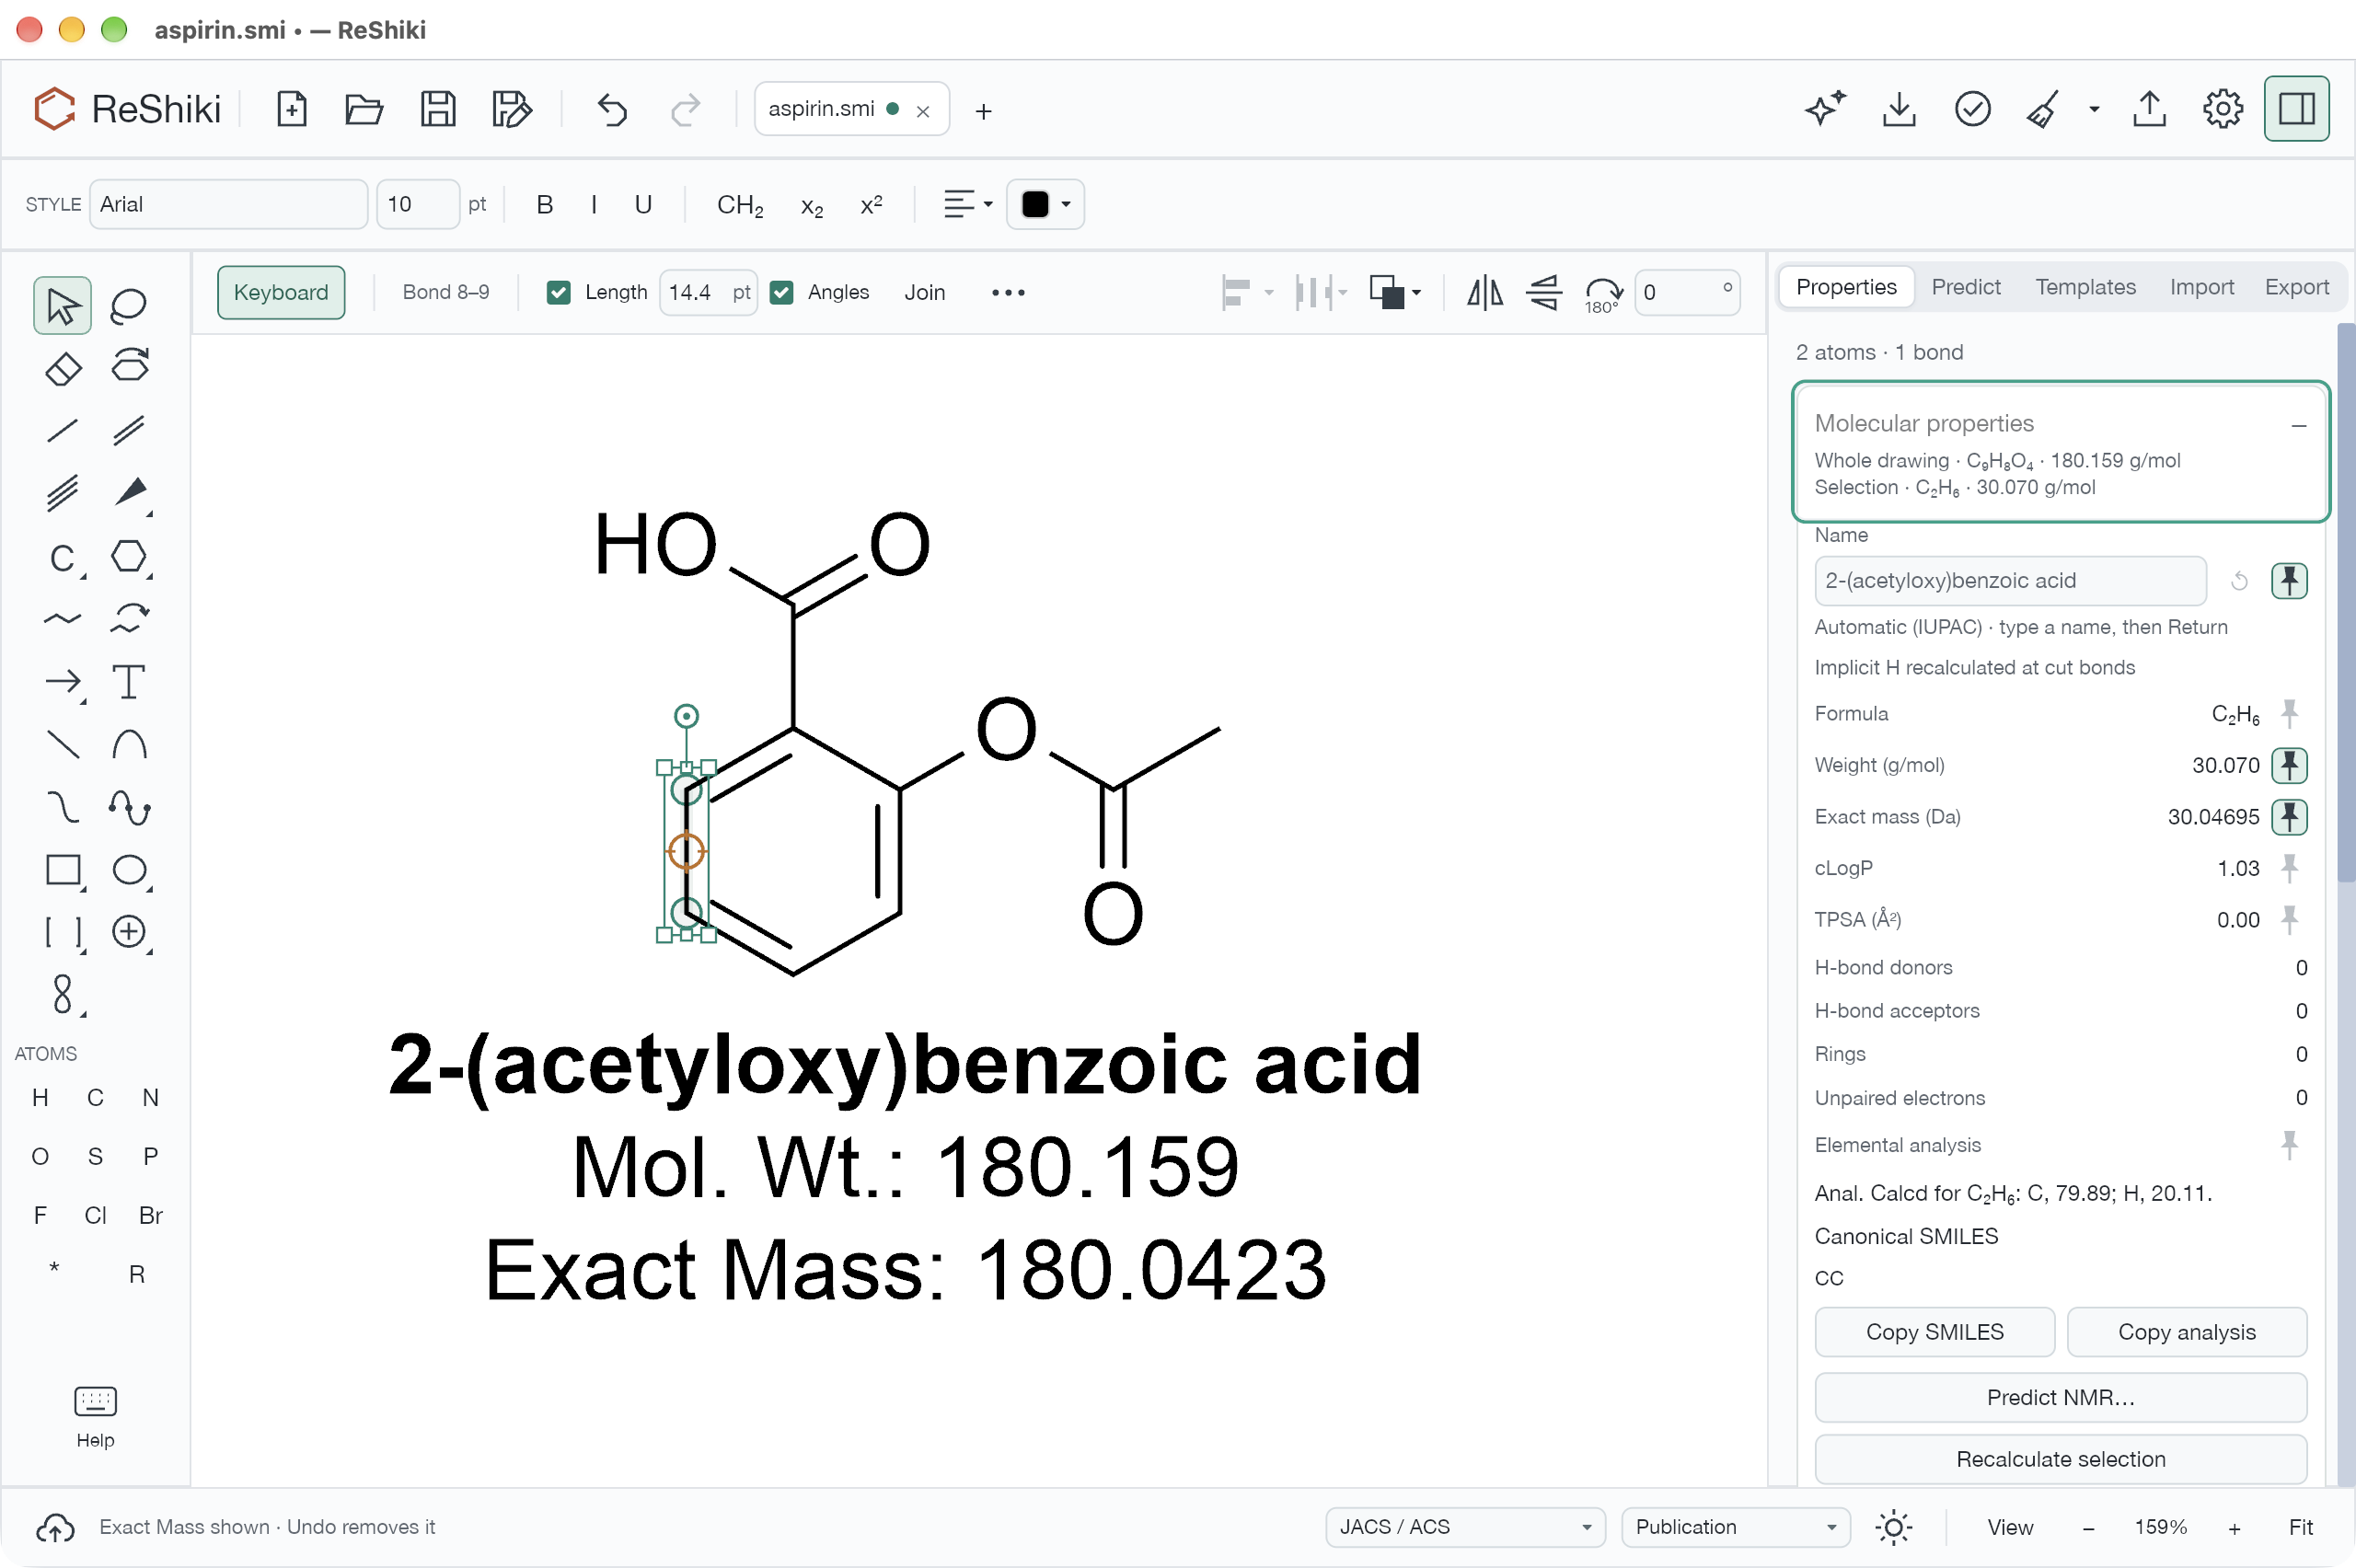 aspirin.smi • — ReShiki
ReShiki
aspirin.smi
STYLE Arial 10 pt B I U CH₂ x₂ x²
Keyboard Bond 8–9 Length 14.4 pt Angles Join 180° 0 °
Properties Predict Templates Import Export
2 atoms · 1 bond
Molecular properties
Whole drawing · C₉H₈O₄ · 180.159 g/mol
Selection · C₂H₆ · 30.070 g/mol
Name
2-(acetyloxy)benzoic acid
Automatic (IUPAC) · type a name, then Return
Implicit H recalculated at cut bonds
Formula C₂H₆
Weight (g/mol) 30.070
Exact mass (Da) 30.04695
cLogP 1.03
TPSA (Å²) 0.00
H-bond donors 0
H-bond acceptors 0
Rings 0
Unpaired electrons 0
Elemental analysis
Anal. Calcd for C₂H₆: C, 79.89; H, 20.11.
Canonical SMILES
CC
Copy SMILES Copy analysis
Predict NMR...
Recalculate selection
C
T
[ ]
ATOMS
H C N
O S P
F Cl Br
* R
Help
HO O
O
O
2-(acetyloxy)benzoic acid
Mol. Wt.: 180.159
Exact Mass: 180.0423
Exact Mass shown · Undo removes it
JACS / ACS Publication View − 159% + Fit